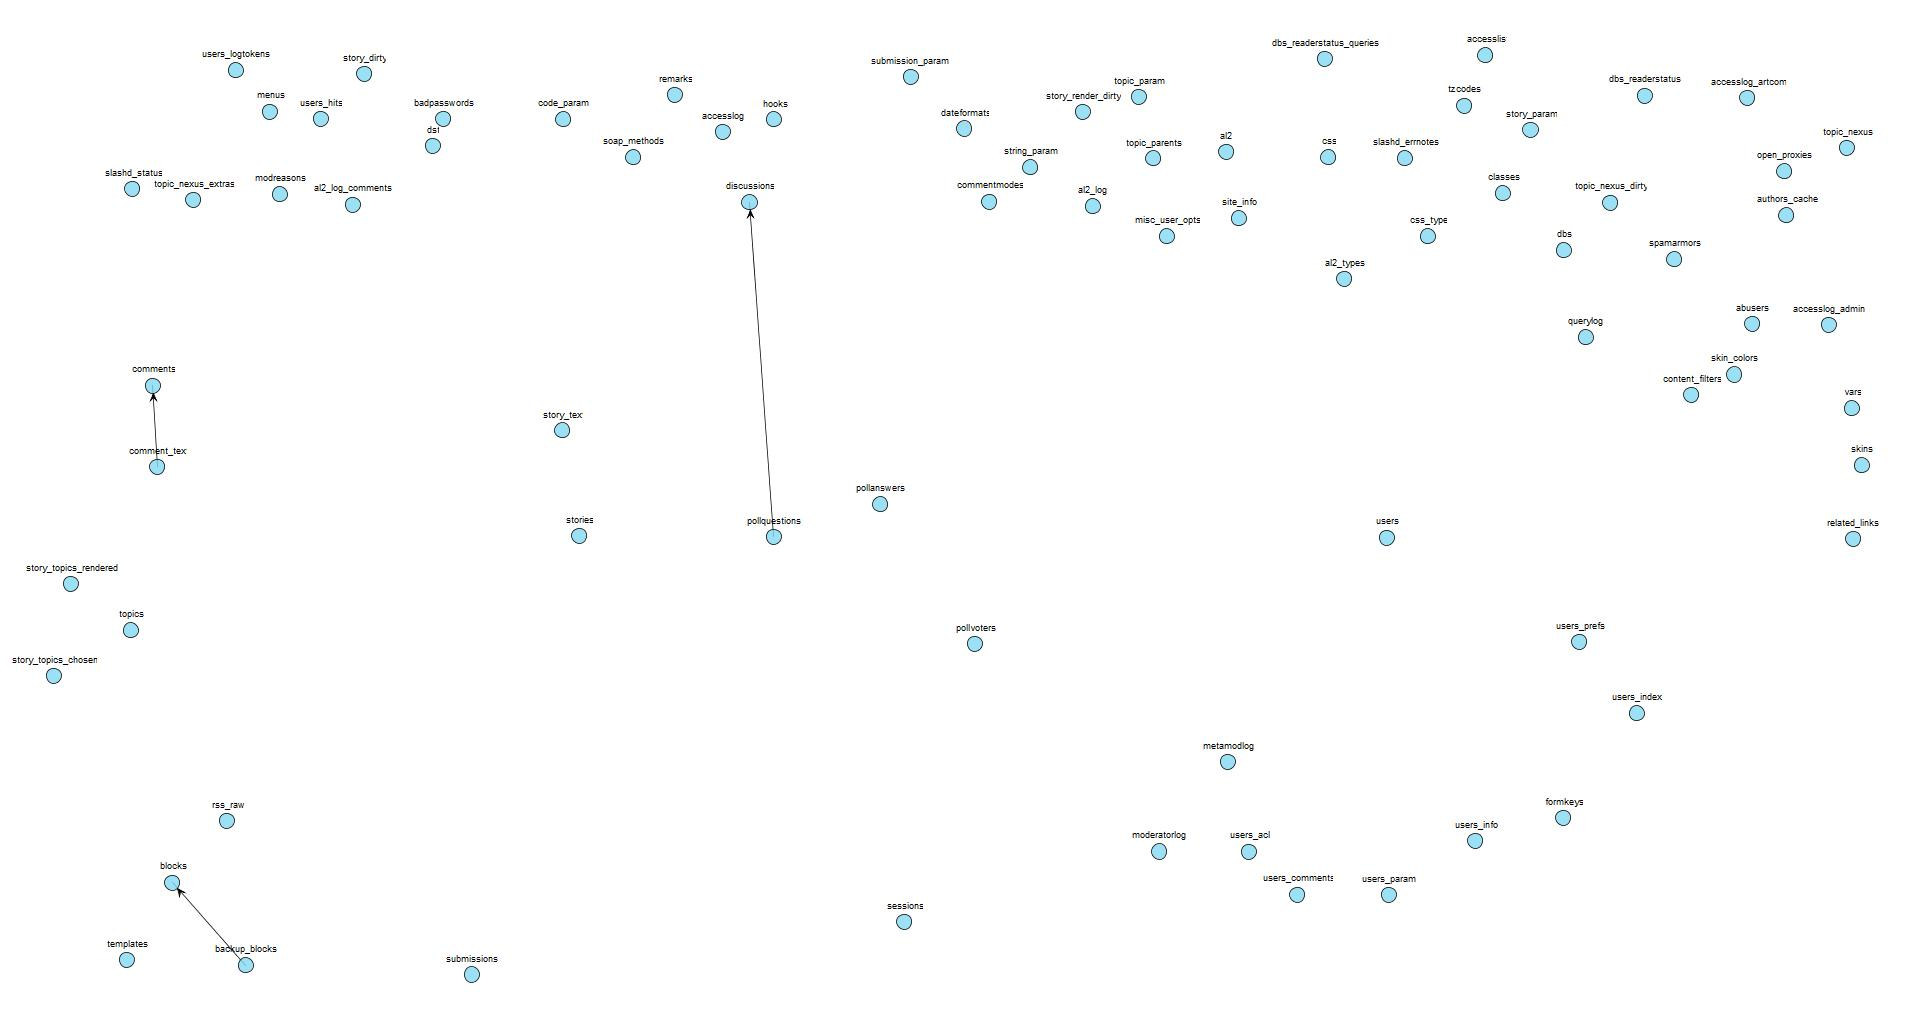 dbs_readerstatus_queries
accesslis
users_logtokens
story_dirty
submission_param
remarks
topic_param
dbs_readerstatus
accesslog_artcom
tzcodes
menus
users_hits
badpasswords
code_param
hooks
story_render_dirty
accesslog
dateformats
story_param
dst
topic_nexus
al2
soap_methods
css
slashd_errnotes
topic_parents
string_param
open_proxies
slashd_status
topic_nexus_extras
modreasons
al2_log_comments
discussions
commentmodes
al2_log
classes
topic_nexus_dirty
site_info
authors_cache
misc_user_opts
css_type
dbs
spamarmors
al2_types
abusers
accesslog_admin
querylog
skin_colors
comments
content_filters
vars
story_tex
comment_tex
skins
pollanswers
stories
pollquestions
users
related_links
story_topics_rendered
topics
pollvoters
users_prefs
story_topics_chosen
users_index
metamodlog
rss_raw
formkeys
moderatorlog
users_acl
users_info
blocks
users_comments
users_param
sessions
templates
backup_blocks
submissions